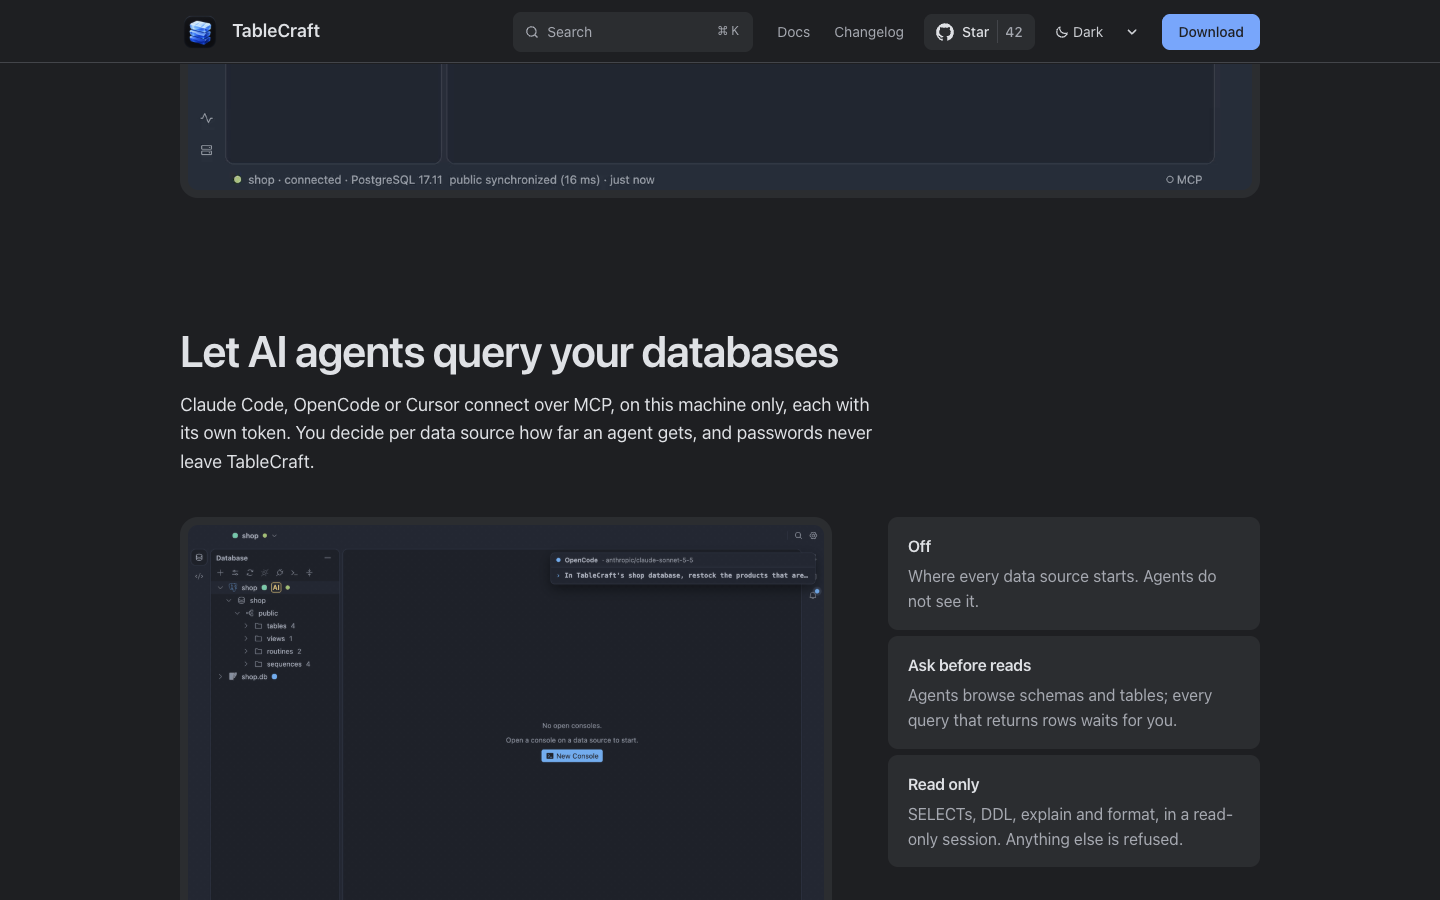 TableCraft
Search
⌘ K
Docs
Changelog
Star
42
Dark
Download
shop · connected · PostgreSQL 17.11
public synchronized (16 ms) · just now
MCP
Let AI agents query your databases
Claude Code, OpenCode or Cursor connect over MCP, on this machine only, each with
its own token. You decide per data source how far an agent gets, and passwords never
leave TableCraft.
shop
Database
OpenCode · anthropic/claude-sonnet-5-5
› In TableCraft's shop database, restock the products that are…
shop AI
shop
public
tables 4
views 1
routines 2
sequences 4
shop.db
No open consoles.
Open a console on a data source to start.
New Console
Off
Where every data source starts. Agents do
not see it.
Ask before reads
Agents browse schemas and tables; every
query that returns rows waits for you.
Read only
SELECTs, DDL, explain and format, in a read-
only session. Anything else is refused.